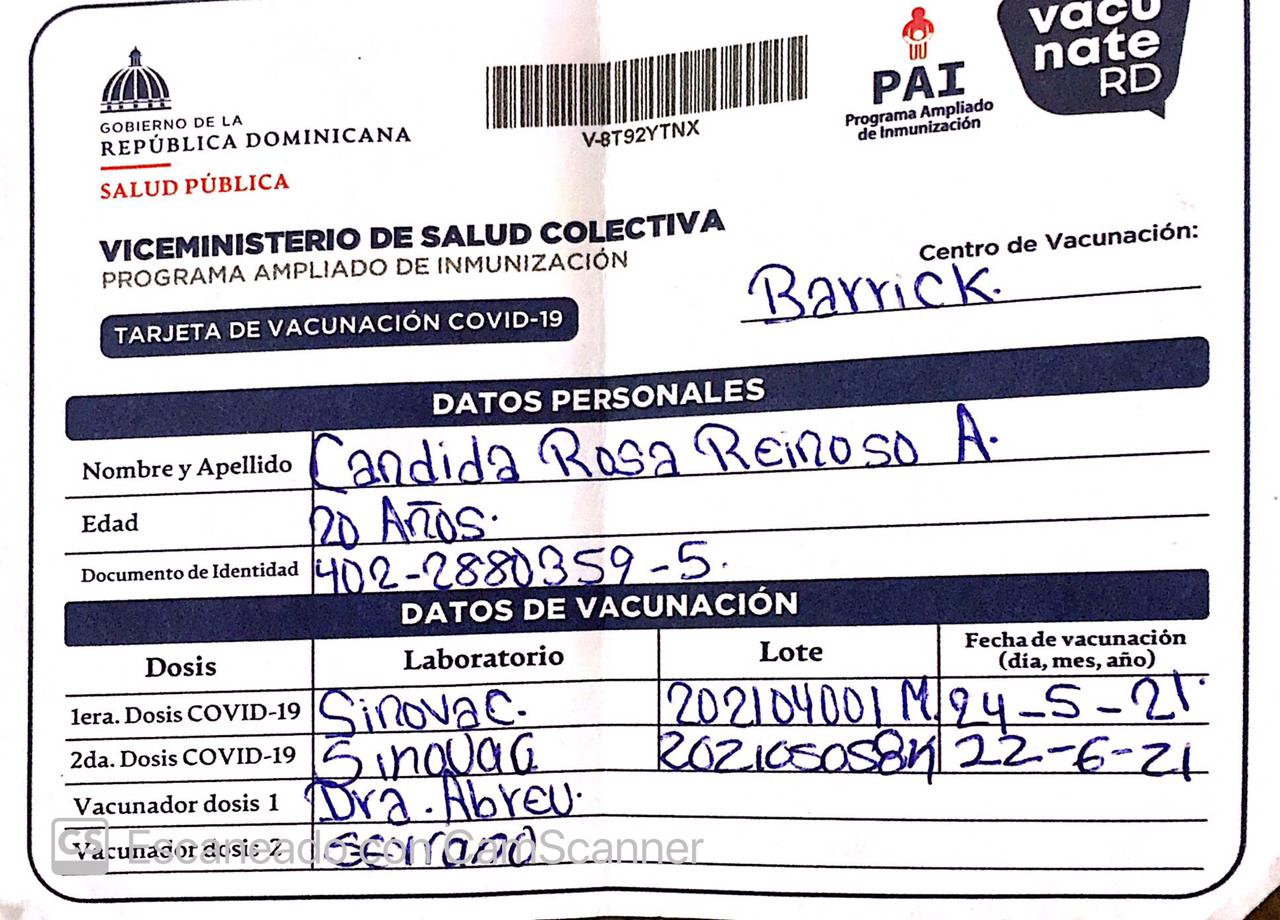 vacu
nate
RD
GOBIERNO DE LA
REPÚBLICA DOMINICANA
SALUD PÚBLICA
V-8T92YTNX
PAI
Programa Ampliado
de Inmunización
VICEMINISTERIO DE SALUD COLECTIVA
PROGRAMA AMPLIADO DE INMUNIZACIÓN
TARJETA DE VACUNACIÓN COVID-19
Centro de Vacunación:
Barrick.
DATOS PERSONALES
Nombre y Apellido Candida Rosa Reinoso A.
Edad 20 Años.
Documento de Identidad 402-2880359-5.
DATOS DE VACUNACIÓN
Dosis Laboratorio Lote Fecha de vacunación
(día, mes, año)
1era. Dosis COVID-19 Sinovac. 202104001M. 24-5-21
2da. Dosis COVID-19 Sinovac 22-6-21
Vacunador dosis 1 Dra. Abreu.
Vacunador dosis 2 Serrano
CS Escaneado con CamScanner